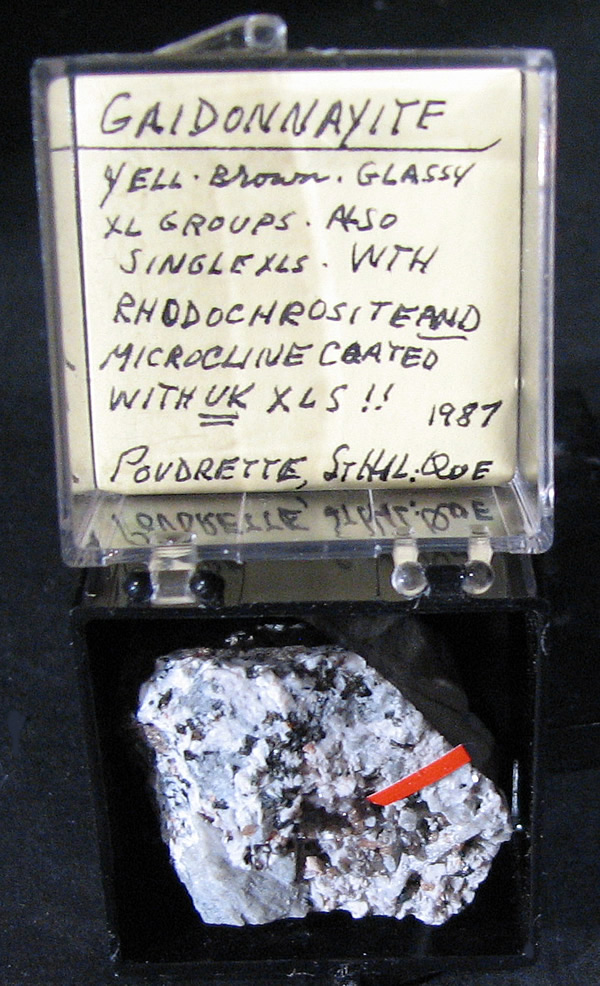 GAIDONNAYITE
YELL. Brown. GLASSY
XL GROUPS. ALSO
SINGLE XLS. WITH
RHODOCHROSITE AND
MICROCLINE COATED
WITH UK XLS !!
1987
POUDRETTE, ST HIL. QUE